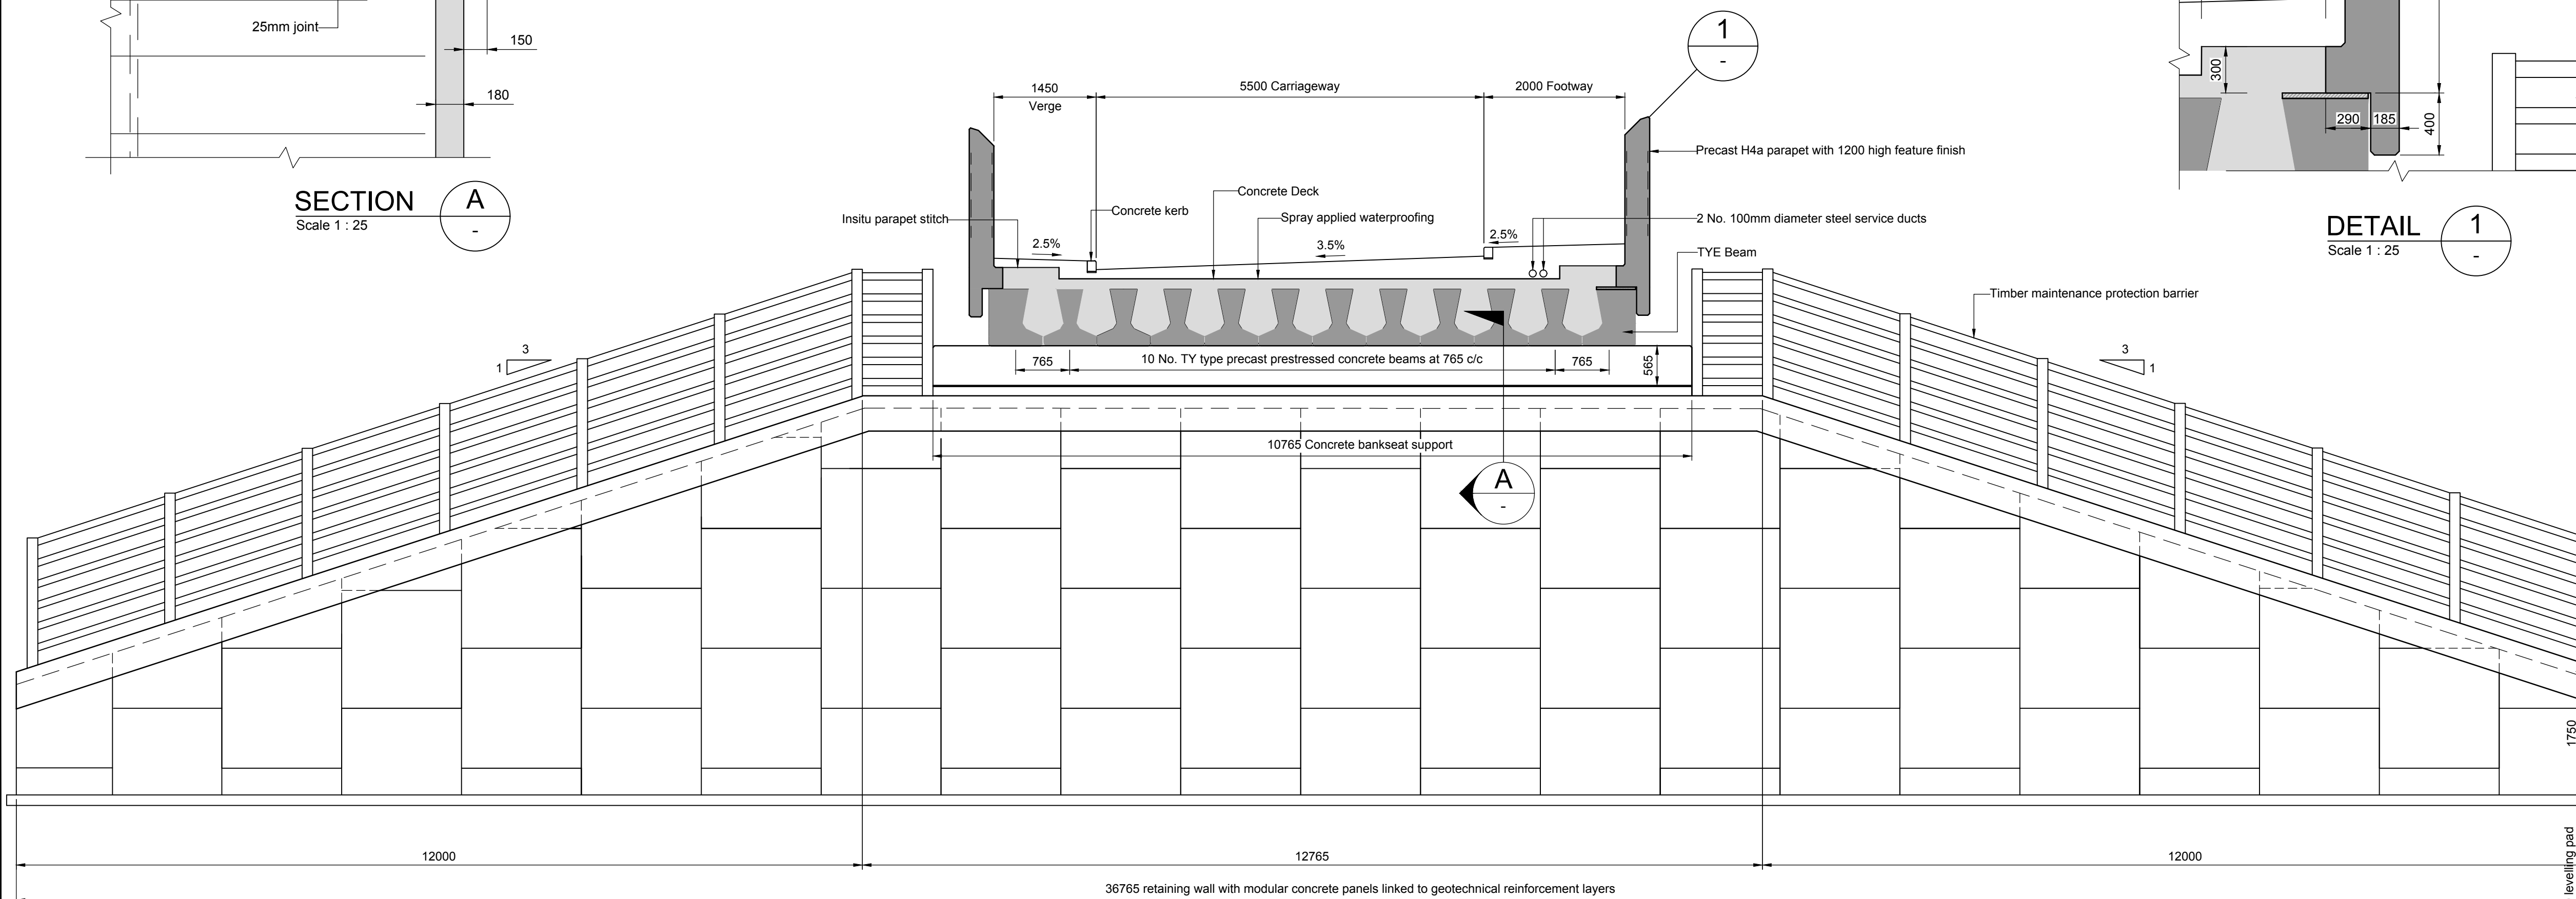 25mm joint
150
180
SECTION
Scale 1 : 25
A
-
1
-
1450
Verge
5500 Carriageway
2000 Footway
Precast H4a parapet with 1200 high feature finish
Concrete Deck
Concrete kerb
Insitu parapet stitch
Spray applied waterproofing
2 No. 100mm diameter steel service ducts
2.5%
3.5%
2.5%
TYE Beam
300
290
185
400
DETAIL
Scale 1 : 25
1
-
Timber maintenance protection barrier
3
1
3
1
765
10 No. TY type precast prestressed concrete beams at 765 c/c
765
565
10765 Concrete bankseat support
A
-
1750
levelling pad
12000
12765
12000
36765 retaining wall with modular concrete panels linked to geotechnical reinforcement layers